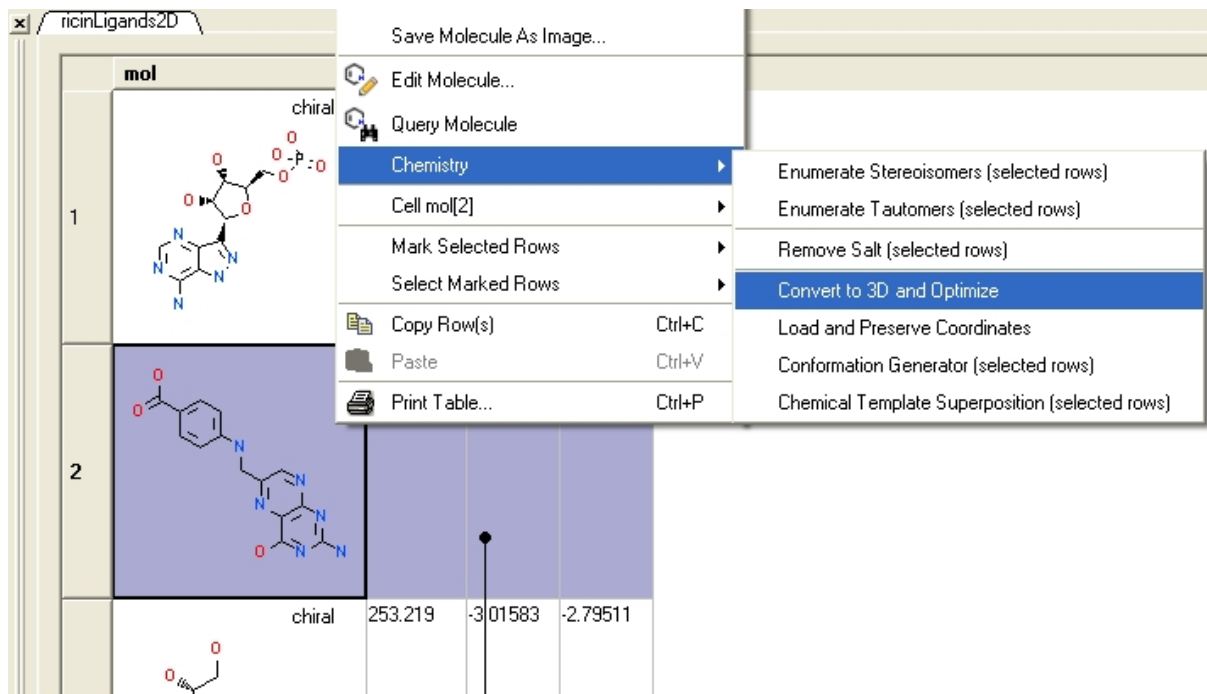 ricinLigands2D
Save Molecule As Image...
mol
Edit Molecule...
chiral
Query Molecule
Chemistry
Enumerate Stereoisomers (selected rows)
Cell mol[2]
Enumerate Tautomers (selected rows)
1
Mark Selected Rows
Remove Salt (selected rows)
Select Marked Rows
Convert to 3D and Optimize
Copy Row(s) Ctrl+C
Load and Preserve Coordinates
Paste Ctrl+V
Conformation Generator (selected rows)
Print Table... Ctrl+P
Chemical Template Superposition (selected rows)
O
O O P O
O
O
O O
N
N N
N N
N
2
O
O
N
N
N N
O N N
chiral 253.219 -3.01583 -2.79511
O
O